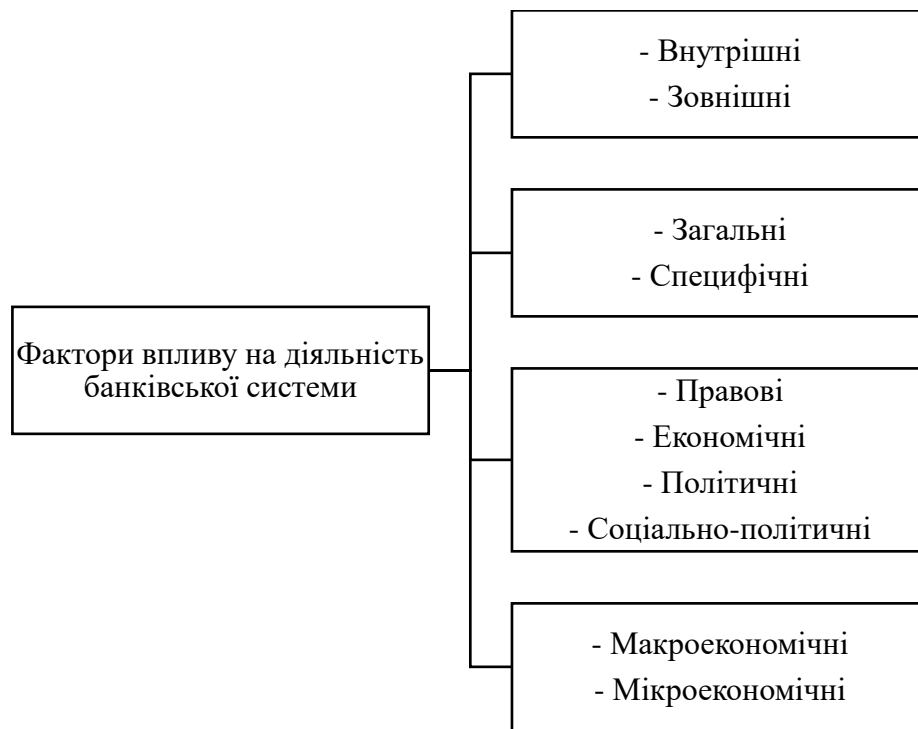 - Внутрішні
- Зовнішні
- Загальні
- Специфічні
Фактори впливу на діяльність
банківської системи
- Правові
- Економічні
- Політичні
- Соціально-політичні
- Макроекономічні
- Мікроекономічні